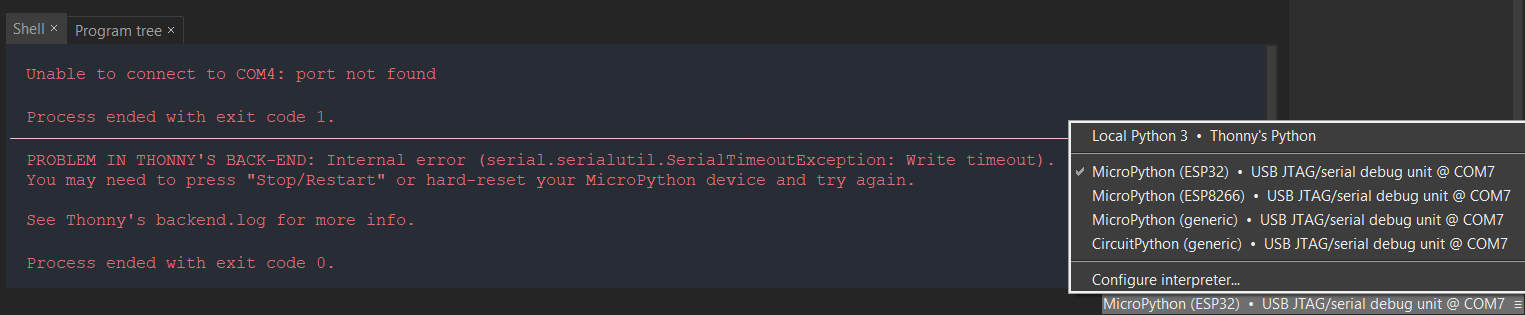 Shell ×
Program tree ×
Unable to connect to COM4: port not found
Process ended with exit code 1.
PROBLEM IN THONNY'S BACK-END: Internal error (serial.serialutil.SerialTimeoutException: Write timeout).
You may need to press "Stop/Restart" or hard-reset your MicroPython device and try again.
See Thonny's backend.log for more info.
Process ended with exit code 0.
Local Python 3 • Thonny's Python
✓ MicroPython (ESP32) • USB JTAG/serial debug unit @ COM7
MicroPython (ESP8266) • USB JTAG/serial debug unit @ COM7
MicroPython (generic) • USB JTAG/serial debug unit @ COM7
CircuitPython (generic) • USB JTAG/serial debug unit @ COM7
Configure interpreter...
MicroPython (ESP32) • USB JTAG/serial debug unit @ COM7 ≡